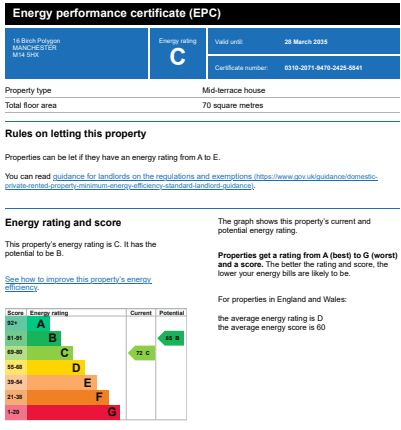 Energy performance certificate (EPC)
16 Birch Polygon
MANCHESTER
M14 5HX
Energy rating
C
Valid until: 28 March 2035
Certificate number: 0310-2071-9470-2425-5841
Property type Mid-terrace house
Total floor area 70 square metres
Rules on letting this property
Properties can be let if they have an energy rating from A to E.
You can read guidance for landlords on the regulations and exemptions (https://www.gov.uk/guidance/domestic-
private-rented-property-minimum-energy-efficiency-standard-landlord-guidance).
Energy rating and score
This property's energy rating is C. It has the
potential to be B.
See how to improve this property's energy
efficiency.
Score Energy rating Current Potential
92+ A
81-91 B 88 B
69-80 C 72 C
55-68 D
39-54 E
21-38 F
1-20 G
The graph shows this property's current and
potential energy rating.
Properties get a rating from A (best) to G (worst)
and a score. The better the rating and score, the
lower your energy bills are likely to be.
For properties in England and Wales:
the average energy rating is D
the average energy score is 60